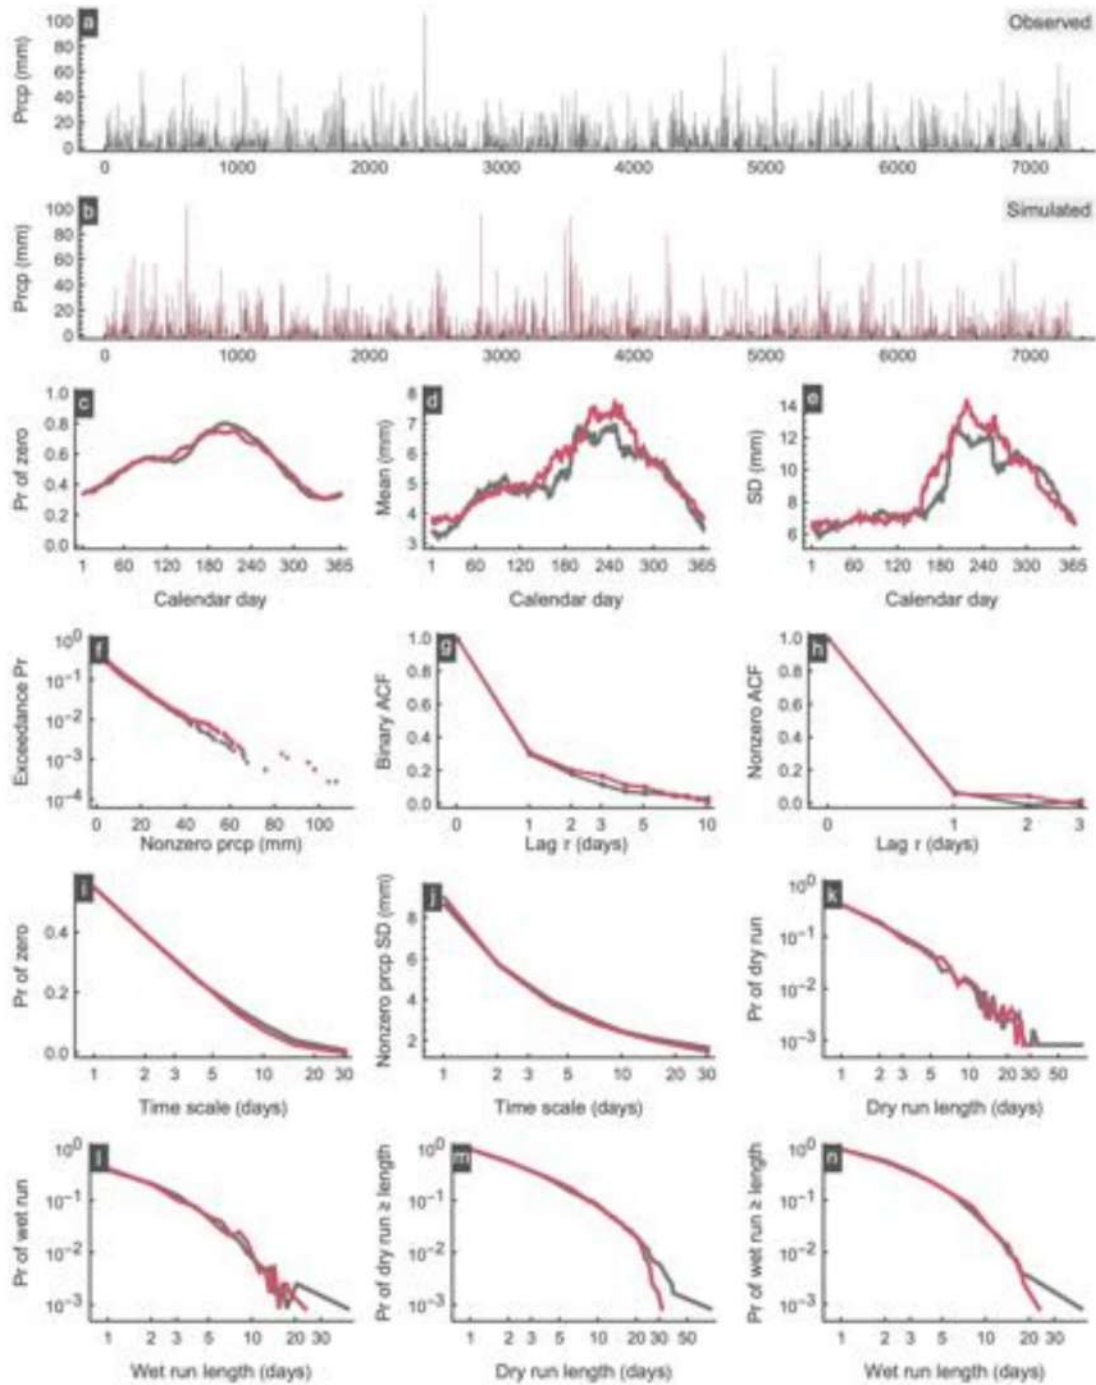 a
Observed
Prcp (mm)
100
80
60
40
20
0
0 1000 2000 3000 4000 5000 6000 7000
b
Simulated
Prcp (mm)
100
80
60
40
20
0
0 1000 2000 3000 4000 5000 6000 7000
c
Pr of zero
1.0
0.8
0.6
0.4
0.2
0.0
1 60 120 180 240 300 365
Calendar day
d
Mean (mm)
8
7
6
5
4
3
1 60 120 180 240 300 365
Calendar day
e
SD (mm)
14
12
10
8
6
1 60 120 180 240 300 365
Calendar day
f
Exceedance Pr
10^0
10^-1
10^-2
10^-3
10^-4
0 20 40 60 80 100
Nonzero prcp (mm)
g
Binary ACF
1.0
0.8
0.6
0.4
0.2
0.0
0 1 2 3 5 10
Lag τ (days)
h
Nonzero ACF
1.0
0.8
0.6
0.4
0.2
0.0
0 1 2 3
Lag τ (days)
i
Pr of zero
0.4
0.2
0.0
1 2 3 5 10 20 30
Time scale (days)
j
Nonzero prcp SD (mm)
8
6
4
2
1 2 3 5 10 20 30
Time scale (days)
k
Pr of dry run
10^0
10^-1
10^-2
10^-3
1 2 3 5 10 20 30 50
Dry run length (days)
l
Pr of wet run
10^0
10^-1
10^-2
10^-3
1 2 3 5 10 20 30
Wet run length (days)
m
Pr of dry run ≥ length
10^0
10^-1
10^-2
10^-3
1 2 3 5 10 20 30 50
Dry run length (days)
n
Pr of wet run ≥ length
10^0
10^-1
10^-2
10^-3
1 2 3 5 10 20 30
Wet run length (days)